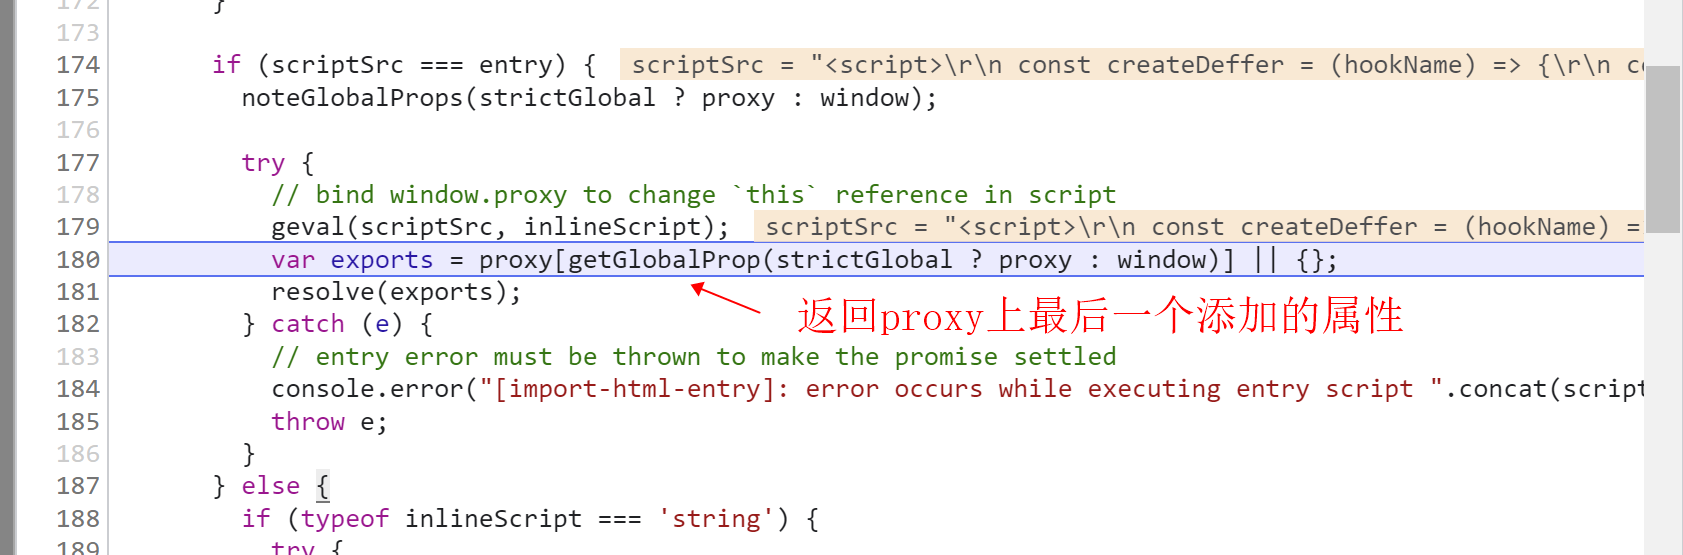 172 }
173
174 if (scriptSrc === entry) { scriptSrc = "<script>\r\n const createDeffer = (hookName) => {\r\n c
175 noteGlobalProps(strictGlobal ? proxy : window);
176
177 try {
178 // bind window.proxy to change `this` reference in script
179 geval(scriptSrc, inlineScript); scriptSrc = "<script>\r\n const createDeffer = (hookName) =
180 var exports = proxy[getGlobalProp(strictGlobal ? proxy : window)] || {};
181 resolve(exports);
返回proxy上最后一个添加的属性
182 } catch (e) {
183 // entry error must be thrown to make the promise settled
184 console.error("[import-html-entry]: error occurs while executing entry script ".concat(script
185 throw e;
186 }
187 } else {
188 if (typeof inlineScript === 'string') {
189 try {